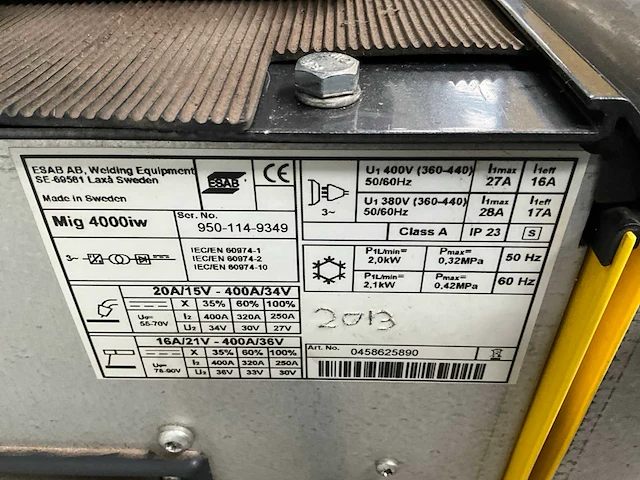 ESAB AB, Welding Equipment
SE-69561 Laxå Sweden
Made in Sweden
ESAB
CE
Mig 4000iw
Ser. No.
950-114-9349
3~
IEC/EN 60974-1
IEC/EN 60974-2
IEC/EN 60974-10
20A/15V - 400A/34V
X 35% 60% 100%
U₀= 55-70V
I₂ 400A 320A 250A
U₂ 34V 30V 27V
16A/21V - 400A/36V
X 35% 60% 100%
U₀= 78-90V
I₂ 400A 320A 250A
U₂ 36V 33V 30V
3~
U₁ 400V (360-440) 50/60Hz
I₁max 27A
I₁eff 16A
U₁ 380V (360-440) 50/60Hz
I₁max 28A
I₁eff 17A
Class A IP 23 S
P1L/min= 2,0kW
Pmax= 0,32MPa
50 Hz
P1L/min= 2,1kW
Pmax= 0,42MPa
60 Hz
2013
Art. No.
0458625890